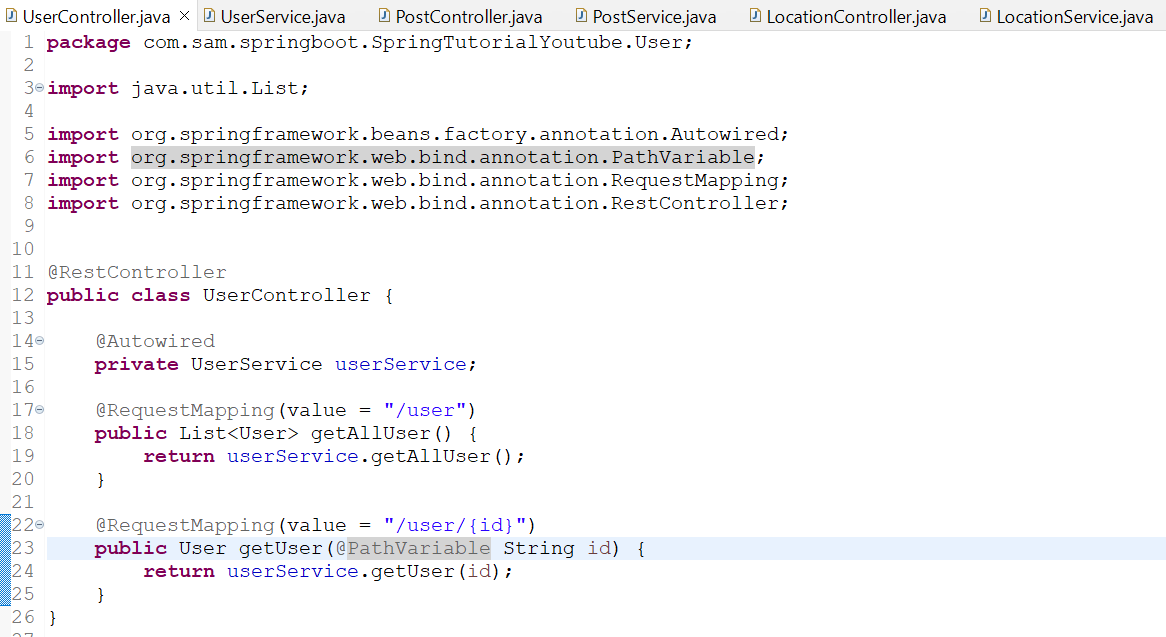 UserController.java UserService.java PostController.java PostService.java LocationController.java LocationService.java
1 package com.sam.springboot.SpringTutorialYoutube.User;
2
3 import java.util.List;
4
5 import org.springframework.beans.factory.annotation.Autowired;
6 import org.springframework.web.bind.annotation.PathVariable;
7 import org.springframework.web.bind.annotation.RequestMapping;
8 import org.springframework.web.bind.annotation.RestController;
9
10
11 @RestController
12 public class UserController {
13
14     @Autowired
15     private UserService userService;
16
17     @RequestMapping(value = "/user")
18     public List<User> getAllUser() {
19         return userService.getAllUser();
20     }
21
22     @RequestMapping(value = "/user/{id}")
23     public User getUser(@PathVariable String id) {
24         return userService.getUser(id);
25     }
26 }